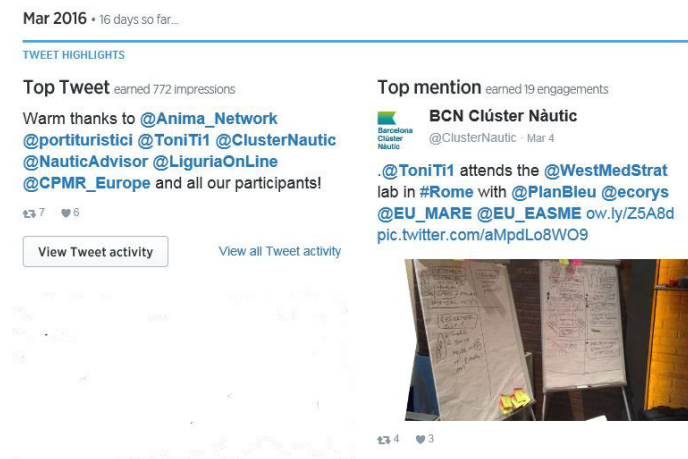 Mar 2016 • 16 days so far...
TWEET HIGHLIGHTS
Top Tweet earned 772 impressions
Warm thanks to @Anima_Network
@portituristici @ToniTi1 @ClusterNautic
@NauticAdvisor @LiguriaOnLine
@CPMR_Europe and all our participants!
7 6
View Tweet activity
View all Tweet activity
Top mention earned 19 engagements
Barcelona
Clúster
Nàutic
BCN Clúster Nàutic
@ClusterNautic · Mar 4
.@ToniTi1 attends the @WestMedStrat
lab in #Rome with @PlanBleu @ecorys
@EU_MARE @EU_EASME ow.ly/Z5A8d
pic.twitter.com/aMpdLo8WO9
4 3